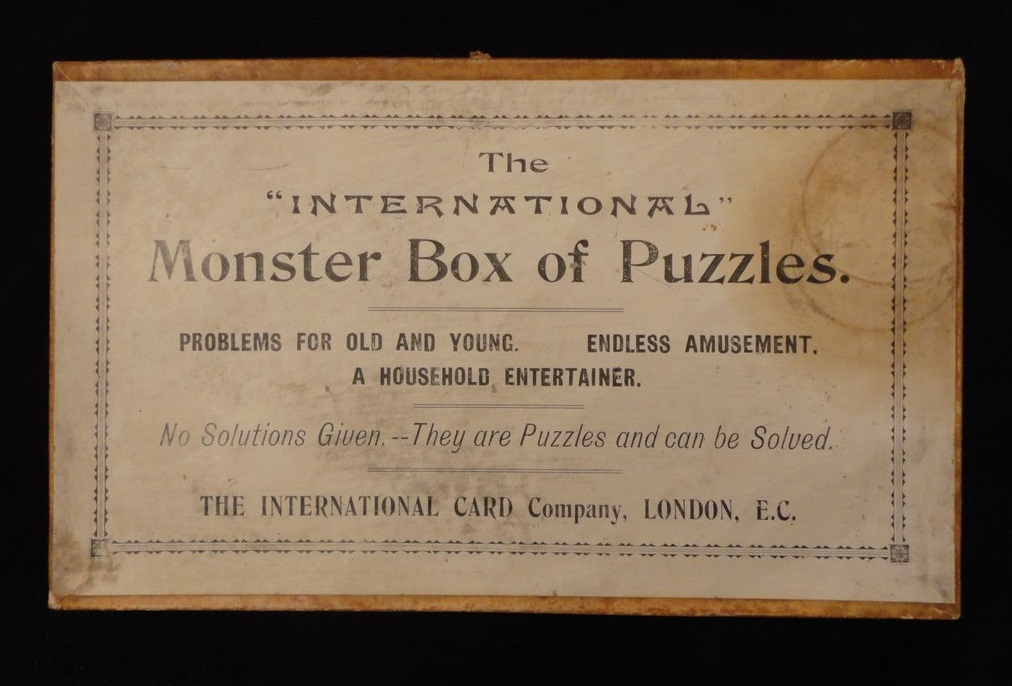 The
"INTERNATIONAL"
Monster Box of Puzzles.
PROBLEMS FOR OLD AND YOUNG. ENDLESS AMUSEMENT.
A HOUSEHOLD ENTERTAINER.
No Solutions Given.--They are Puzzles and can be Solved.
THE INTERNATIONAL CARD Company, LONDON, E.C.